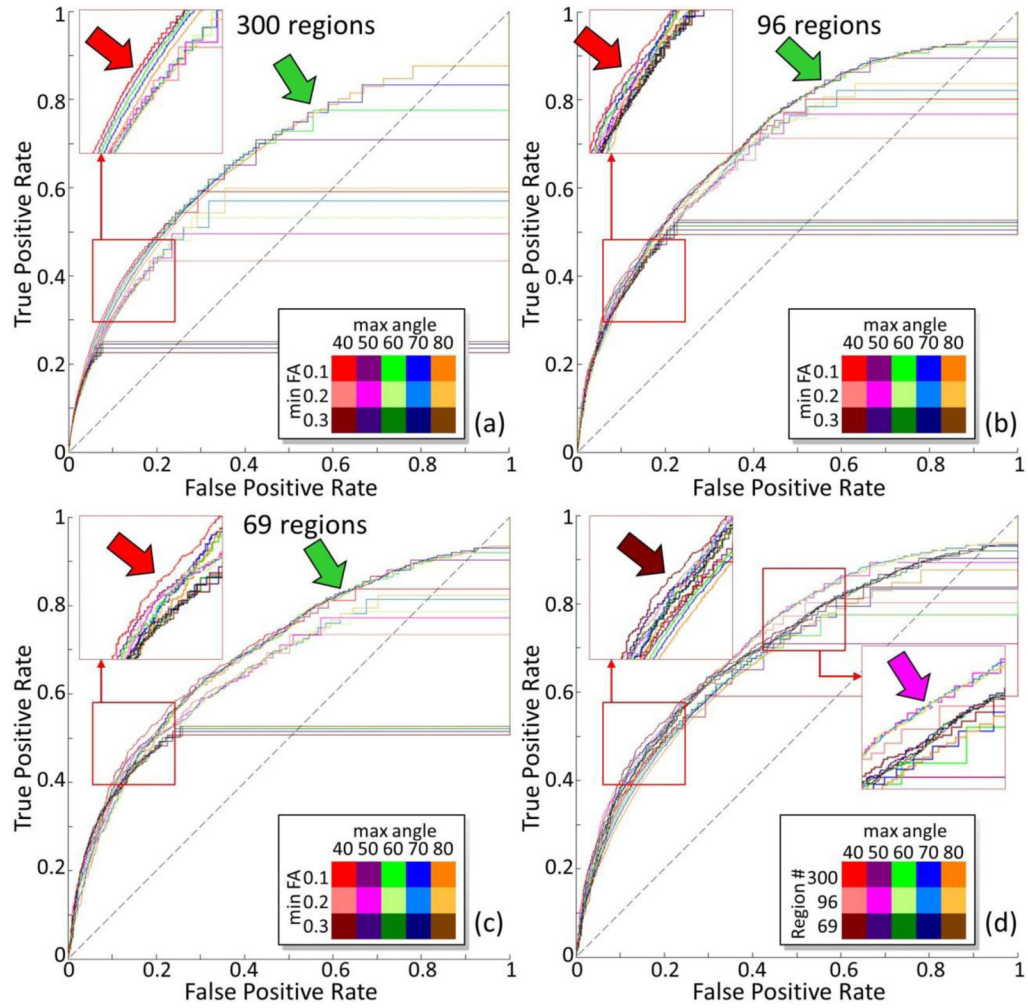 300 regions
True Positive Rate
1
0.8
0.6
0.4
0.2
0
0 0.2 0.4 0.6 0.8 1
False Positive Rate
max angle
40 50 60 70 80
min FA
0.1
0.2
0.3
(a)
96 regions
True Positive Rate
1
0.8
0.6
0.4
0.2
0
0 0.2 0.4 0.6 0.8 1
False Positive Rate
max angle
40 50 60 70 80
min FA
0.1
0.2
0.3
(b)
69 regions
True Positive Rate
1
0.8
0.6
0.4
0.2
0
0 0.2 0.4 0.6 0.8 1
False Positive Rate
max angle
40 50 60 70 80
min FA
0.1
0.2
0.3
(c)
True Positive Rate
1
0.8
0.6
0.4
0.2
0
0 0.2 0.4 0.6 0.8 1
False Positive Rate
max angle
40 50 60 70 80
Region #
300
96
69
(d)